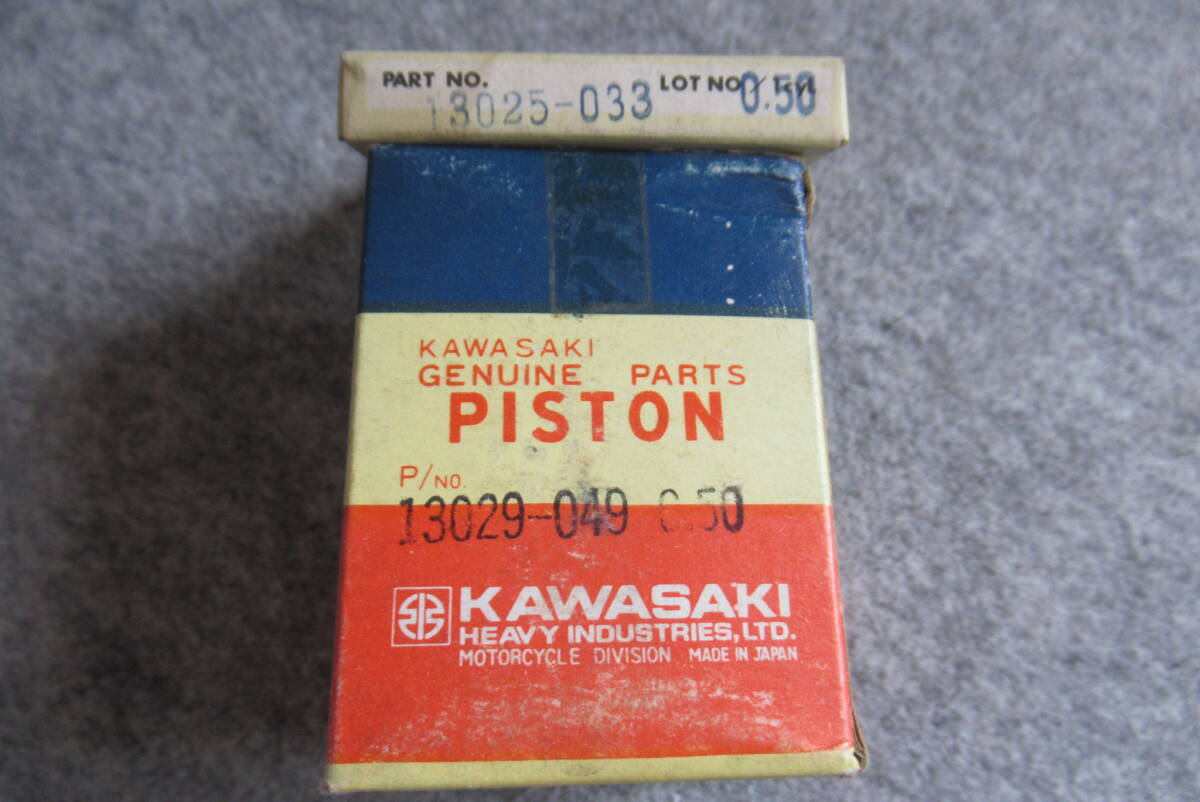 PART NO. LOT NO. / 1cyl
13025-033 0.50
KAWASAKI
GENUINE PARTS
PISTON
P/NO.
13029-049 0.50
KAWASAKI
HEAVY INDUSTRIES, LTD.
MOTORCYCLE DIVISION MADE IN JAPAN